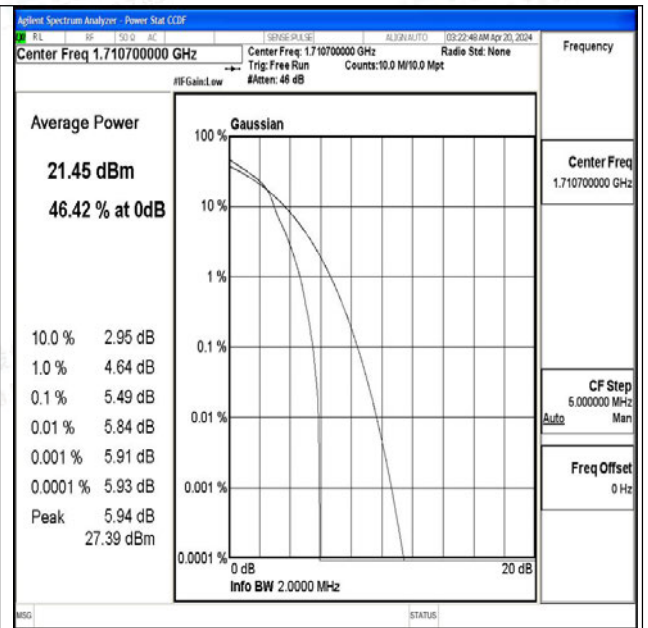 Agilent Spectrum Analyzer - Power Stat CCDF
RL RF 50 Ω AC SENSE:PULSE ALIGN AUTO 03:22:48 AM Apr 20, 2024
Center Freq 1.710700000 GHz
Center Freq: 1.710700000 GHz Radio Std: None
Trig: Free Run Counts:10.0 M/10.0 Mpt
#IFGain:Low #Atten: 46 dB
Frequency
Average Power
21.45 dBm
46.42 % at 0dB
10.0 % 2.95 dB
1.0 % 4.64 dB
0.1 % 5.49 dB
0.01 % 5.84 dB
0.001 % 5.91 dB
0.0001 % 5.93 dB
Peak 5.94 dB
27.39 dBm
Gaussian
100 %
10 %
1 %
0.1 %
0.01 %
0.001 %
0.0001 %
0 dB 20 dB
Info BW 2.0000 MHz
Center Freq
1.710700000 GHz
CF Step
5.000000 MHz
Auto Man
Freq Offset
0 Hz
MSG STATUS